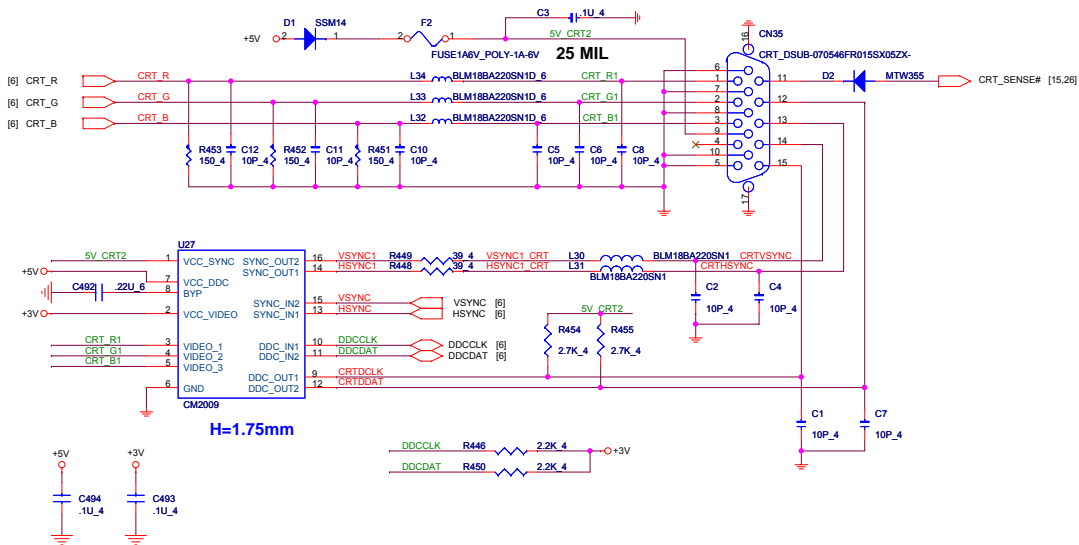 D1 SSM14
+5V 2 1
F2
2 1
FUSE1A6V_POLY-1A-6V
C3 .1U_4
5V_CRT2
25 MIL
CN35
CRT_DSUB-070546FR015SX05ZX-
16
17
6
1
7
2
8
3
9
4
10
5
11
12
13
14
15
D2 MTW355
CRT_SENSE# [15,26]
[6] CRT_R CRT_R L34 BLM18BA220SN1D_6 CRT_R1
[6] CRT_G CRT_G L33 BLM18BA220SN1D_6 CRT_G1
[6] CRT_B CRT_B L32 BLM18BA220SN1D_6 CRT_B1
R453 150_4
C12 10P_4
R452 150_4
C11 10P_4
R451 150_4
C10 10P_4
C5 10P_4
C6 10P_4
C8 10P_4
U27
5V_CRT2 1 VCC_SYNC
+5V 7 VCC_DDC
C492 .22U_6 8 BYP
+3V 2 VCC_VIDEO
CRT_R1 3 VIDEO_1
CRT_G1 4 VIDEO_2
CRT_B1 5 VIDEO_3
6 GND
SYNC_OUT2 16 VSYNC1 R449 39_4 VSYNC1_CRT L30 BLM18BA220SN1 CRTVSYNC
SYNC_OUT1 14 HSYNC1 R448 39_4 HSYNC1_CRT L31 BLM18BA220SN1 CRTHSYNC
SYNC_IN2 15 VSYNC VSYNC [6]
SYNC_IN1 13 HSYNC HSYNC [6]
DDC_IN1 10 DDCCLK DDCCLK [6]
DDC_IN2 11 DDCDAT DDCDAT [6]
DDC_OUT1 9 CRTDCLK
DDC_OUT2 12 CRTDDAT
CM2009
H=1.75mm
C2 10P_4
C4 10P_4
5V_CRT2
R454 2.7K_4
R455 2.7K_4
C1 10P_4
C7 10P_4
DDCCLK R446 2.2K_4 +3V
DDCDAT R450 2.2K_4
+5V
C494 .1U_4
+3V
C493 .1U_4